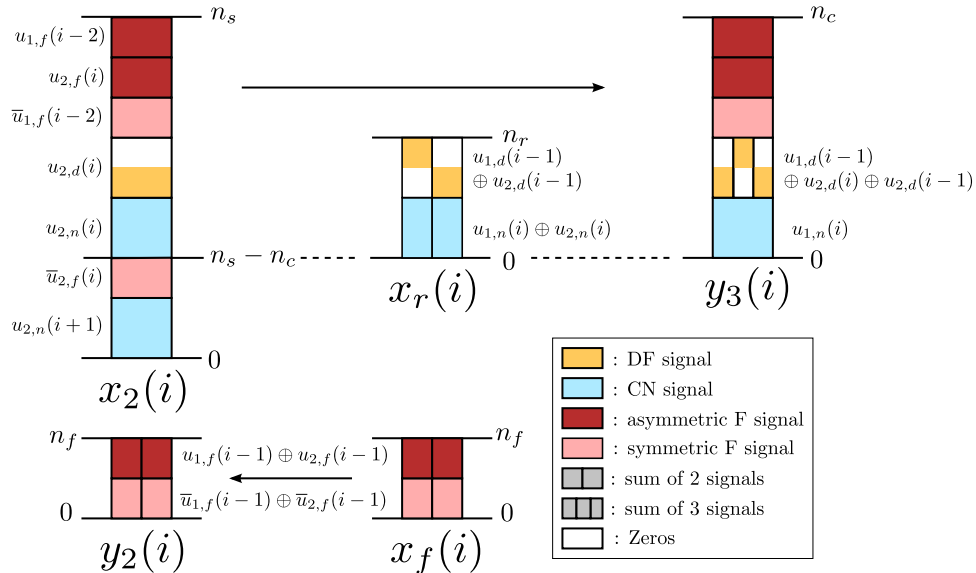 n_s
u_{1,f}(i−2)
u_{2,f}(i)
\overline{u}_{1,f}(i−2)
u_{2,d}(i)
u_{2,n}(i)
n_s − n_c
\overline{u}_{2,f}(i)
u_{2,n}(i+1)
0
x_2(i)
n_r
u_{1,d}(i−1)
⊕ u_{2,d}(i−1)
u_{1,n}(i) ⊕ u_{2,n}(i)
0
x_r(i)
n_c
u_{1,d}(i−1)
⊕ u_{2,d}(i) ⊕ u_{2,d}(i−1)
u_{1,n}(i)
0
y_3(i)
n_f
u_{1,f}(i−1) ⊕ u_{2,f}(i−1)
\overline{u}_{1,f}(i−1) ⊕ \overline{u}_{2,f}(i−1)
0
y_2(i)
n_f
0
x_f(i)
: DF signal
: CN signal
: asymmetric F signal
: symmetric F signal
: sum of 2 signals
: sum of 3 signals
: Zeros